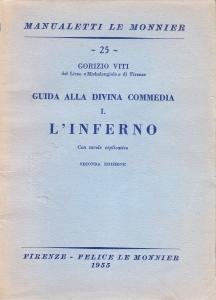 MANUALETTI LE MONNIER
- 25 -
GORIZIO VITI
del Liceo «Michelangiolo» di Firenze
GUIDA ALLA DIVINA COMMEDIA
I.
L'INFERNO
Con tavole esplicative
SECONDA EDIZIONE
FIRENZE - FELICE LE MONNIER
1955